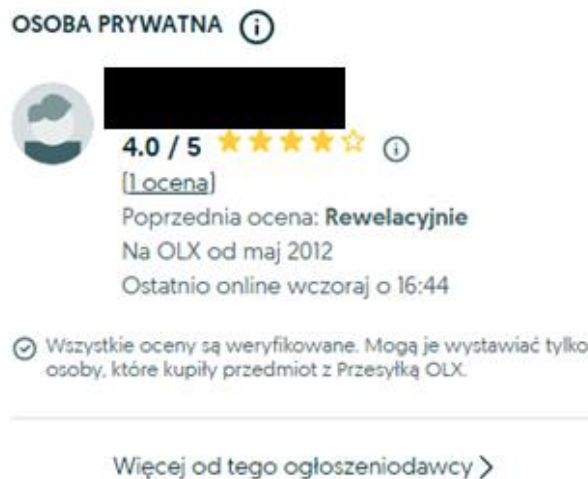 OSOBA PRYWATNA
4.0 / 5
(1 ocena)
Poprzednia ocena: Rewelacyjnie
Na OLX od maj 2012
Ostatnio online wczoraj o 16:44
Wszystkie oceny są weryfikowane. Mogą je wystawiać tylko
osoby, które kupiły przedmiot z Przesyłką OLX.
Więcej od tego ogłoszeniodawcy